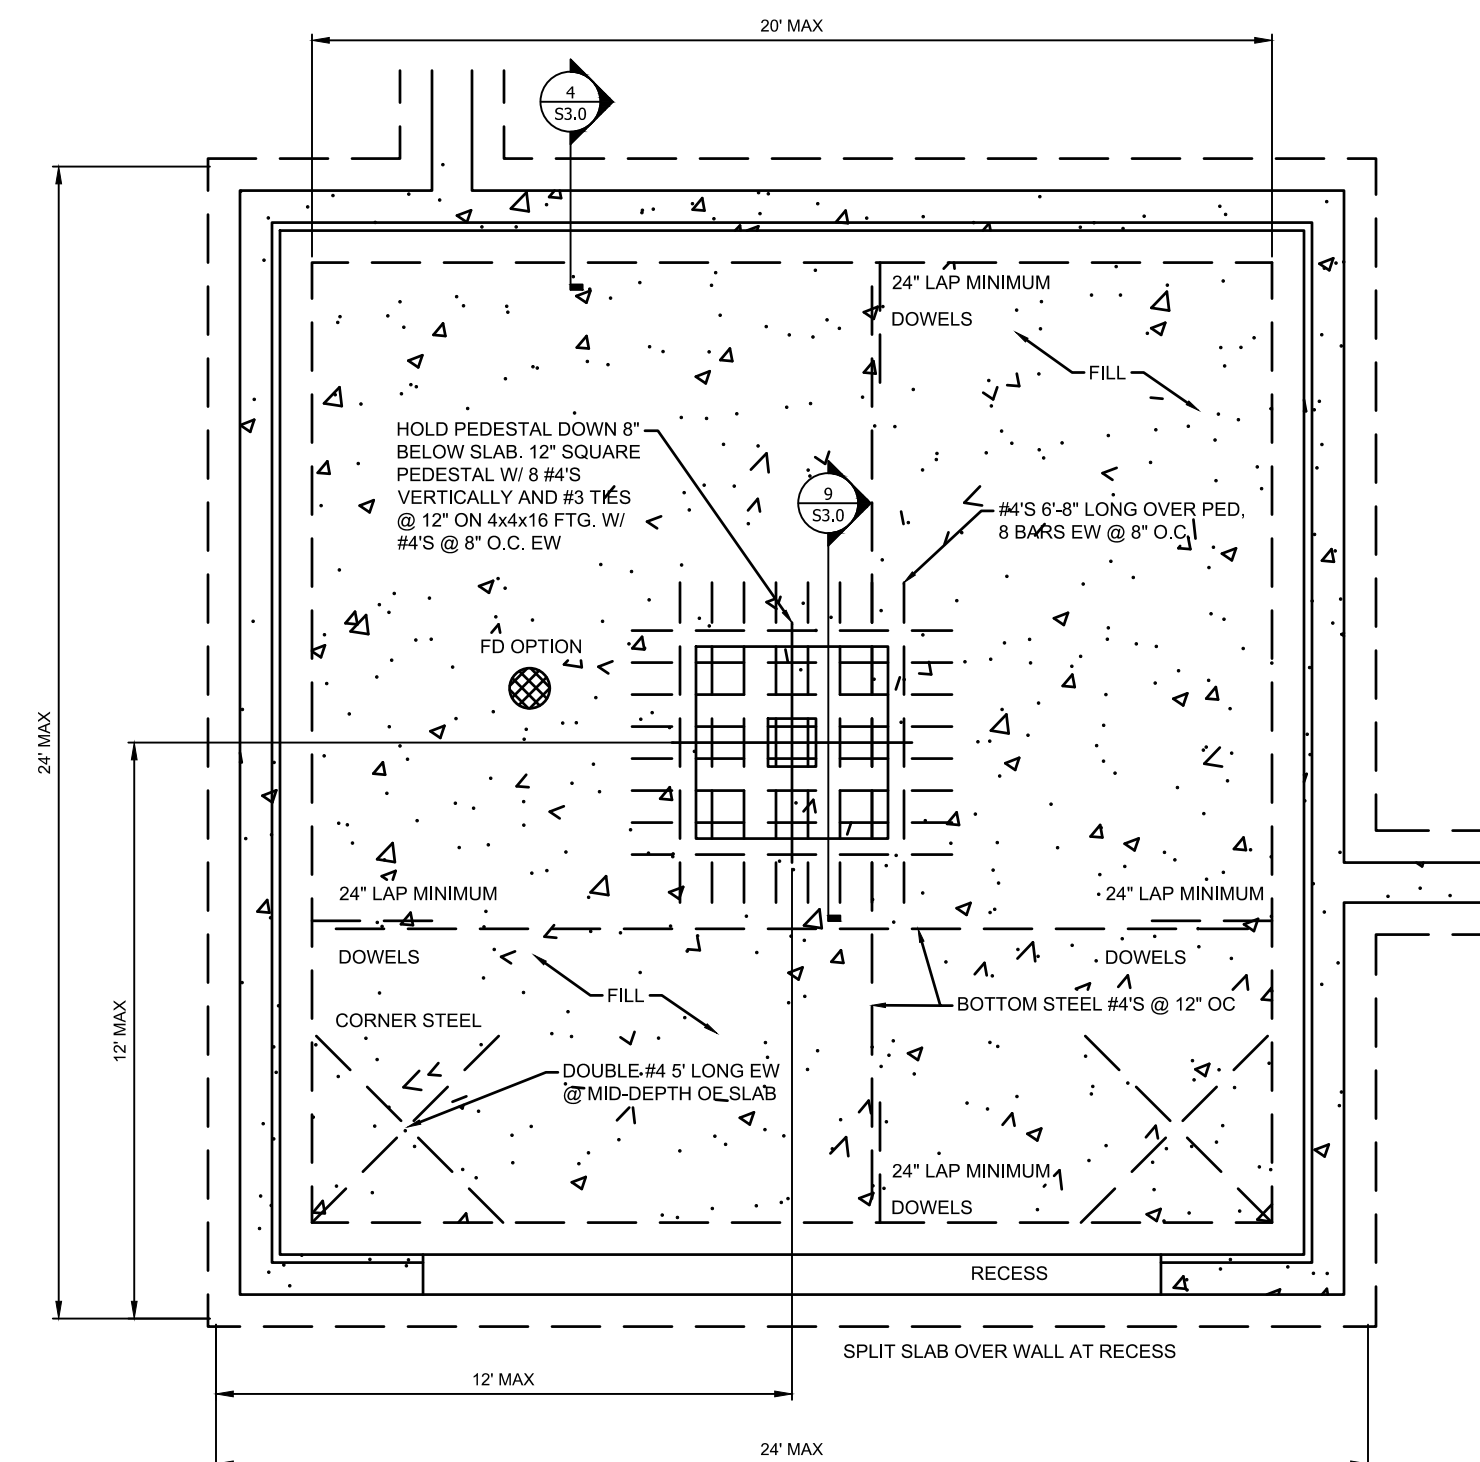 20' MAX
4
S3.0
24" LAP MINIMUM
DOWELS
FILL
HOLD PEDESTAL DOWN 8"
BELOW SLAB. 12" SQUARE
PEDESTAL W/ 8 #4'S
VERTICALLY AND #3 TIES
@ 12" ON 4x4x16 FTG. W/
#4'S @ 8" O.C. EW
9
S3.0
#4'S 6'-8" LONG OVER PED,
8 BARS EW @ 8" O.C.
FD OPTION
24' MAX
12' MAX
24" LAP MINIMUM
DOWELS
24" LAP MINIMUM
DOWELS
FILL
BOTTOM STEEL #4'S @ 12" OC
CORNER STEEL
DOUBLE #4 5' LONG EW
@ MID-DEPTH OF SLAB
24" LAP MINIMUM
DOWELS
RECESS
SPLIT SLAB OVER WALL AT RECESS
12' MAX
24' MAX